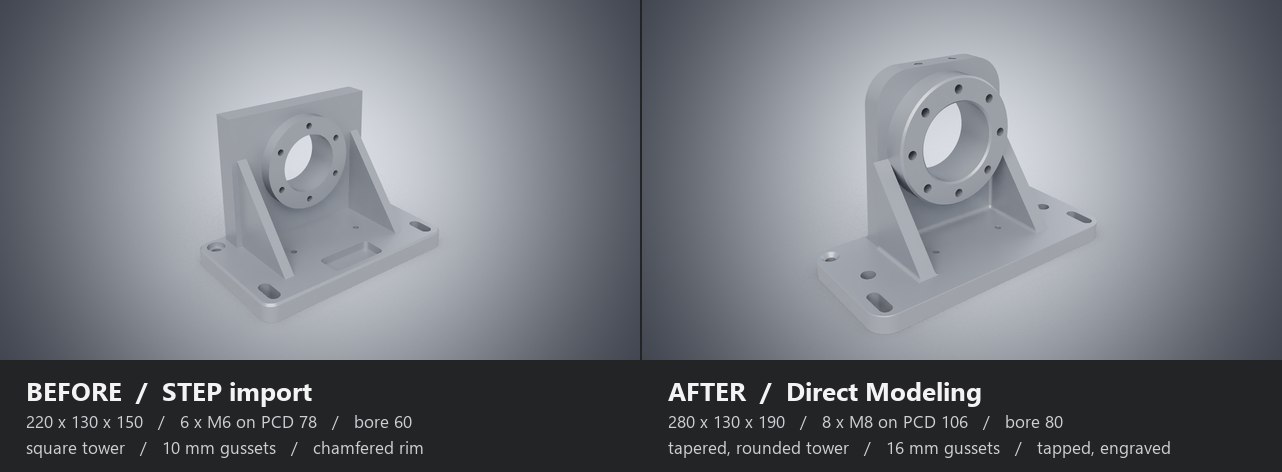 BEFORE / STEP import
220 x 130 x 150 / 6 x M6 on PCD 78 / bore 60
square tower / 10 mm gussets / chamfered rim
AFTER / Direct Modeling
280 x 130 x 190 / 8 x M8 on PCD 106 / bore 80
tapered, rounded tower / 16 mm gussets / tapped, engraved